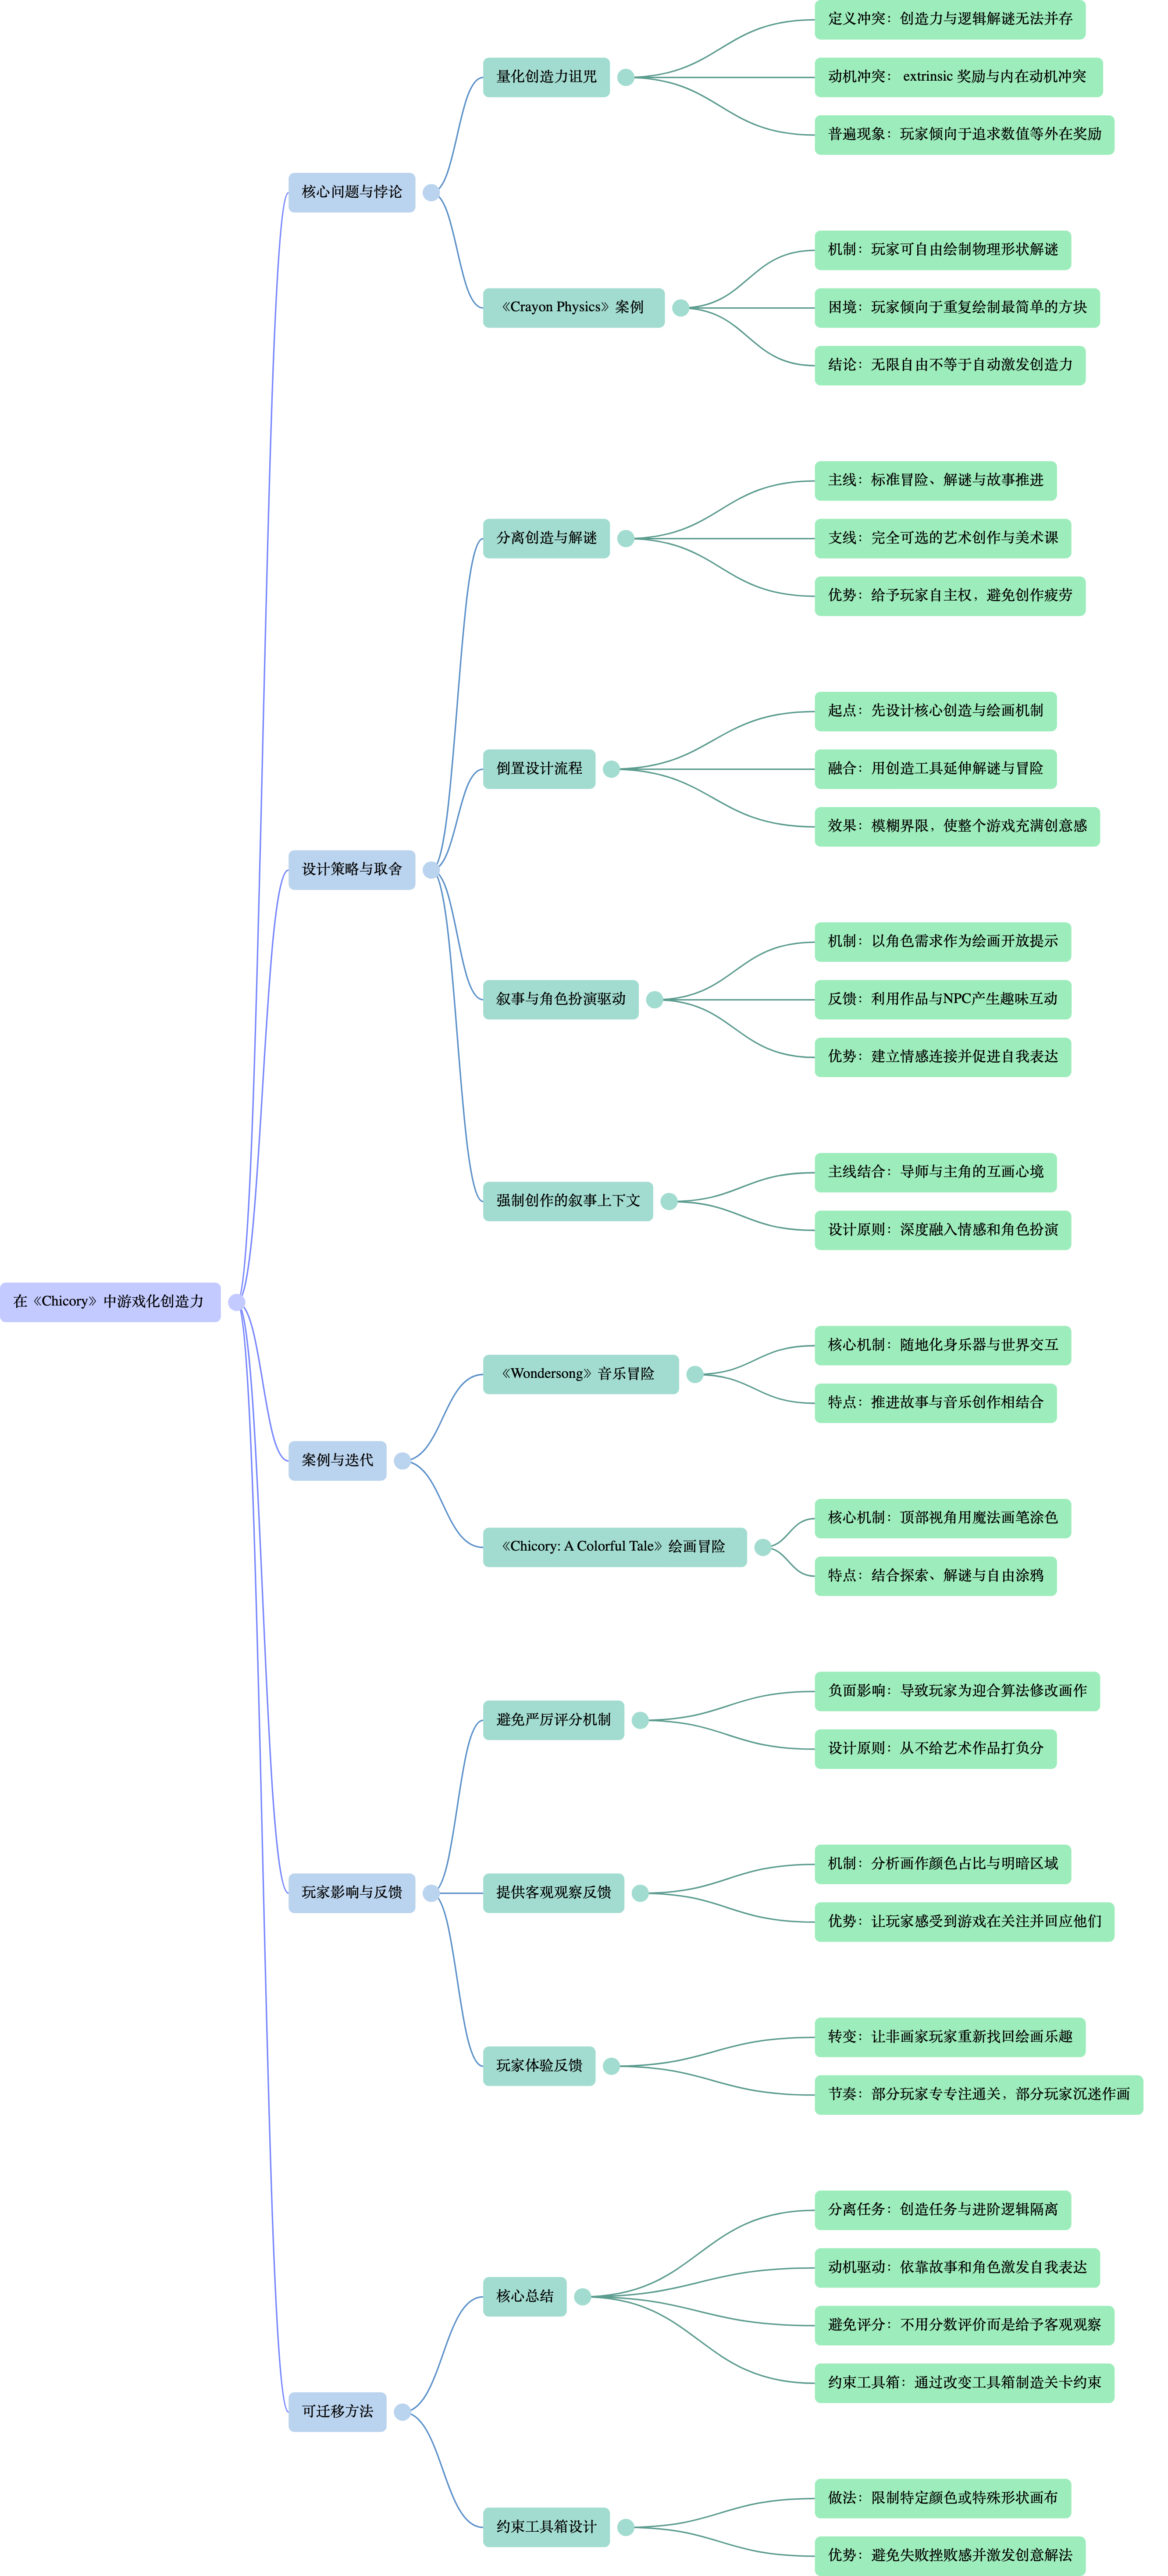 在《Chicory》中游戏化创造力
核心问题与悖论
量化创造力诅咒
定义冲突：创造力与逻辑解谜无法并存
动机冲突： extrinsic 奖励与内在动机冲突
普遍现象：玩家倾向于追求数值等外在奖励
《Crayon Physics》案例
机制：玩家可自由绘制物理形状解谜
困境：玩家倾向于重复绘制最简单的方块
结论：无限自由不等于自动激发创造力
设计策略与取舍
分离创造与解谜
主线：标准冒险、解谜与故事推进
支线：完全可选的艺术创作与美术课
优势：给予玩家自主权，避免创作疲劳
倒置设计流程
起点：先设计核心创造与绘画机制
融合：用创造工具延伸解谜与冒险
效果：模糊界限，使整个游戏充满创意感
叙事与角色扮演驱动
机制：以角色需求作为绘画开放提示
反馈：利用作品与NPC产生趣味互动
优势：建立情感连接并促进自我表达
强制创作的叙事上下文
主线结合：导师与主角的互画心境
设计原则：深度融入情感和角色扮演
案例与迭代
《Wondersong》音乐冒险
核心机制：随地化身乐器与世界交互
特点：推进故事与音乐创作相结合
《Chicory: A Colorful Tale》绘画冒险
核心机制：顶部视角用魔法画笔涂色
特点：结合探索、解谜与自由涂鸦
玩家影响与反馈
避免严厉评分机制
负面影响：导致玩家为迎合算法修改画作
设计原则：从不给艺术作品打负分
提供客观观察反馈
机制：分析画作颜色占比与明暗区域
优势：让玩家感受到游戏在关注并回应他们
玩家体验反馈
转变：让非画家玩家重新找回绘画乐趣
节奏：部分玩家专专注通关，部分玩家沉迷作画
可迁移方法
核心总结
分离任务：创造任务与进阶逻辑隔离
动机驱动：依靠故事和角色激发自我表达
避免评分：不用分数评价而是给予客观观察
约束工具箱：通过改变工具箱制造关卡约束
约束工具箱设计
做法：限制特定颜色或特殊形状画布
优势：避免失败挫败感并激发创意解法